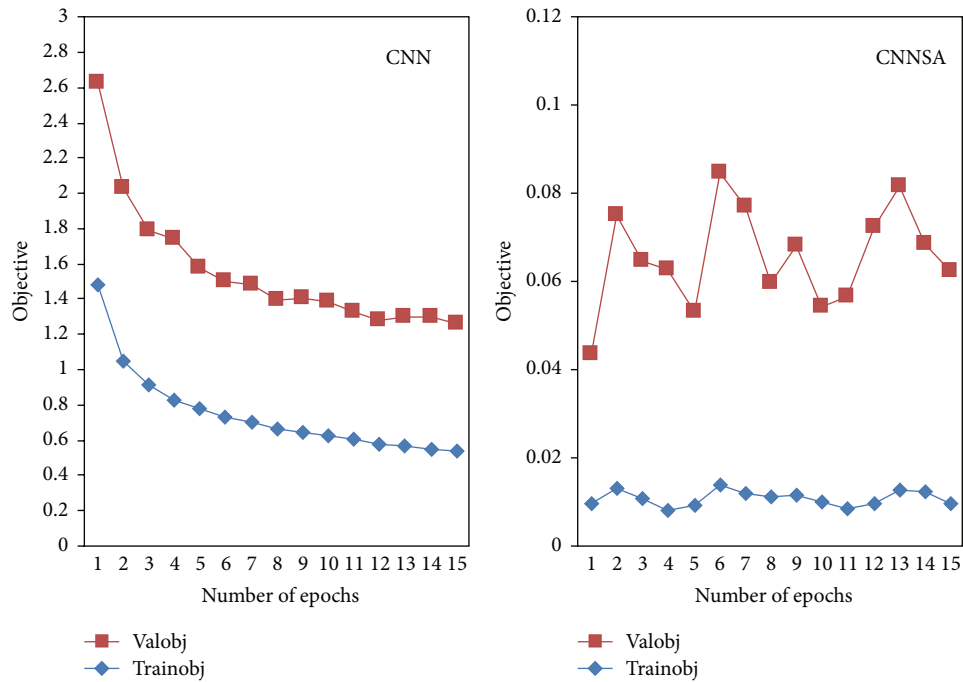 3
2.8
2.6
2.4
2.2
2
1.8
1.6
1.4
1.2
1
0.8
0.6
0.4
0.2
0
Objective
CNN
1 2 3 4 5 6 7 8 9 10 11 12 13 14 15
Number of epochs
Valobj
Trainobj
0.12
0.1
0.08
0.06
0.04
0.02
0
Objective
CNNSA
1 2 3 4 5 6 7 8 9 10 11 12 13 14 15
Number of epochs
Valobj
Trainobj